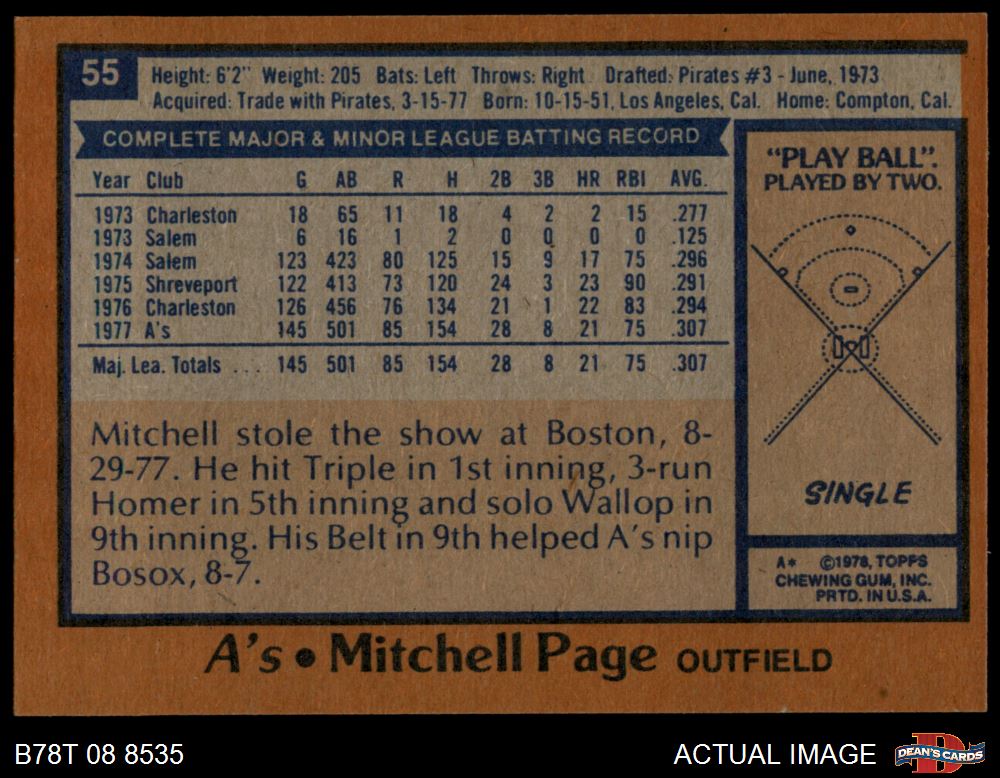 55
Height: 6'2" Weight: 205 Bats: Left Throws: Right Drafted: Pirates #3 - June, 1973
Acquired: Trade with Pirates, 3-15-77 Born: 10-15-51, Los Angeles, Cal. Home: Compton, Cal.
COMPLETE MAJOR & MINOR LEAGUE BATTING RECORD
Year Club G AB R H 2B 3B HR RBI AVG.
1973 Charleston 18 65 11 18 4 2 2 15 .277
1973 Salem 6 16 1 2 0 0 0 0 .125
1974 Salem 123 423 80 125 15 9 17 75 .296
1975 Shreveport 122 413 73 120 24 3 23 90 .291
1976 Charleston 126 456 76 134 21 1 22 83 .294
1977 A's 145 501 85 154 28 8 21 75 .307
Maj. Lea. Totals ... 145 501 85 154 28 8 21 75 .307
Mitchell stole the show at Boston, 8-
29-77. He hit Triple in 1st inning, 3-run
Homer in 5th inning and solo Wallop in
9th inning. His Belt in 9th helped A's nip
Bosox, 8-7.
"PLAY BALL".
PLAYED BY TWO.
SINGLE
A* ©1978, TOPPS
CHEWING GUM, INC.
PRTD. IN U.S.A.
A's • Mitchell Page OUTFIELD
B78T 08 8535
ACTUAL IMAGE
DEAN'S CARDS